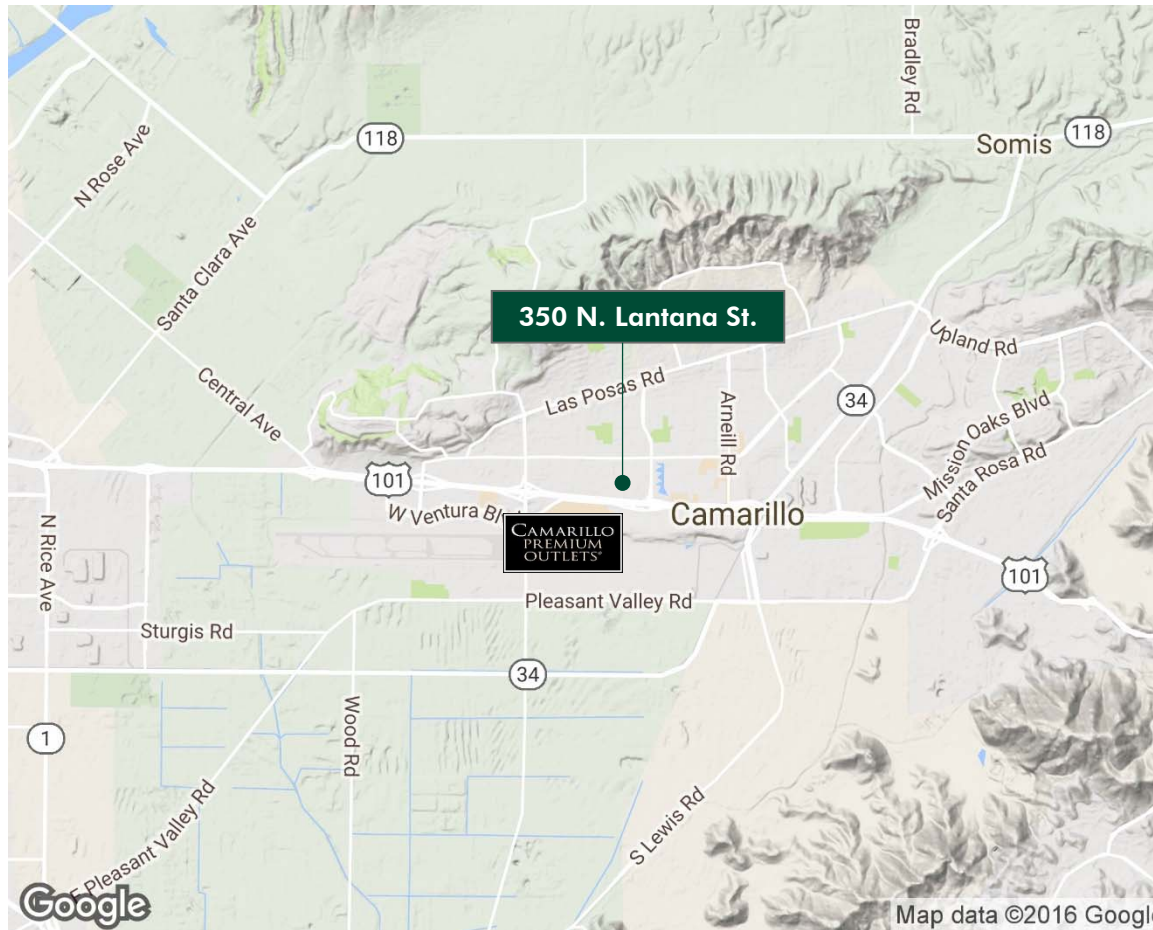 Bradley Rd
118
118
Somis
N Rose Ave
Santa Clara Ave
350 N. Lantana St.
Upland Rd
Central Ave
Las Posas Rd
Arneill Rd
34
Mission Oaks Blvd
Santa Rosa Rd
101
W Ventura Blvd
Camarillo
CAMARILLO
PREMIUM
OUTLETS®
N Rice Ave
101
Pleasant Valley Rd
Sturgis Rd
34
Wood Rd
1
S Lewis Rd
E Pleasant Valley Rd
Google
Map data ©2016 Google